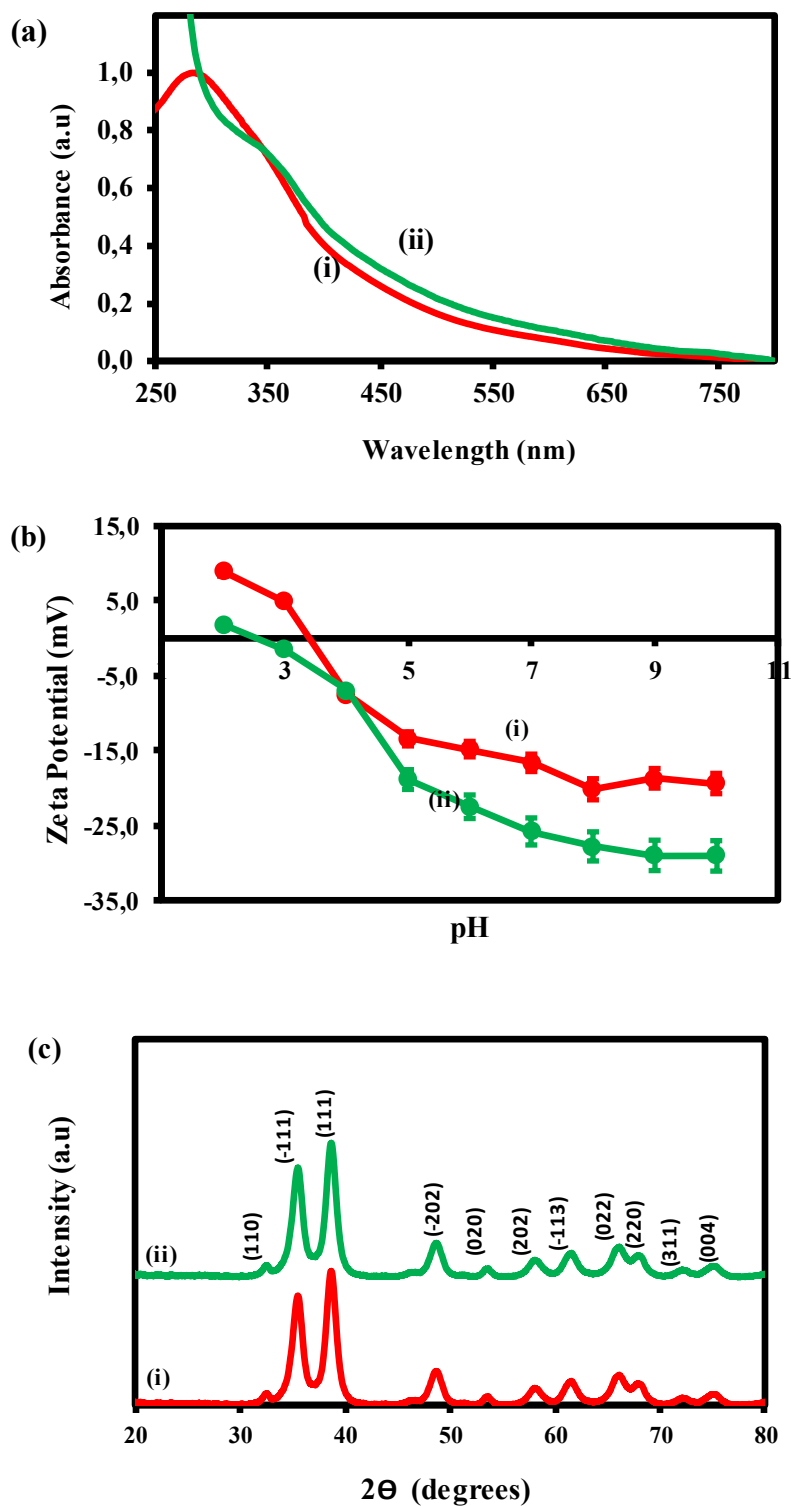 (a)
Absorbance (a.u)
1,0
0,8
0,6
0,4
0,2
0,0
(ii)
(i)
250 350 450 550 650 750
Wavelength (nm)
(b)
Zeta Potential (mV)
15,0
5,0
-5,0
-15,0
-25,0
-35,0
1 3 5 7 9 11
(i)
(ii)
pH
(c)
Intensity (a.u)
(110) (-111) (111) (-202) (020) (202) (-113) (022) (220) (311) (004)
(ii)
(i)
20 30 40 50 60 70 80
2Θ (degrees)